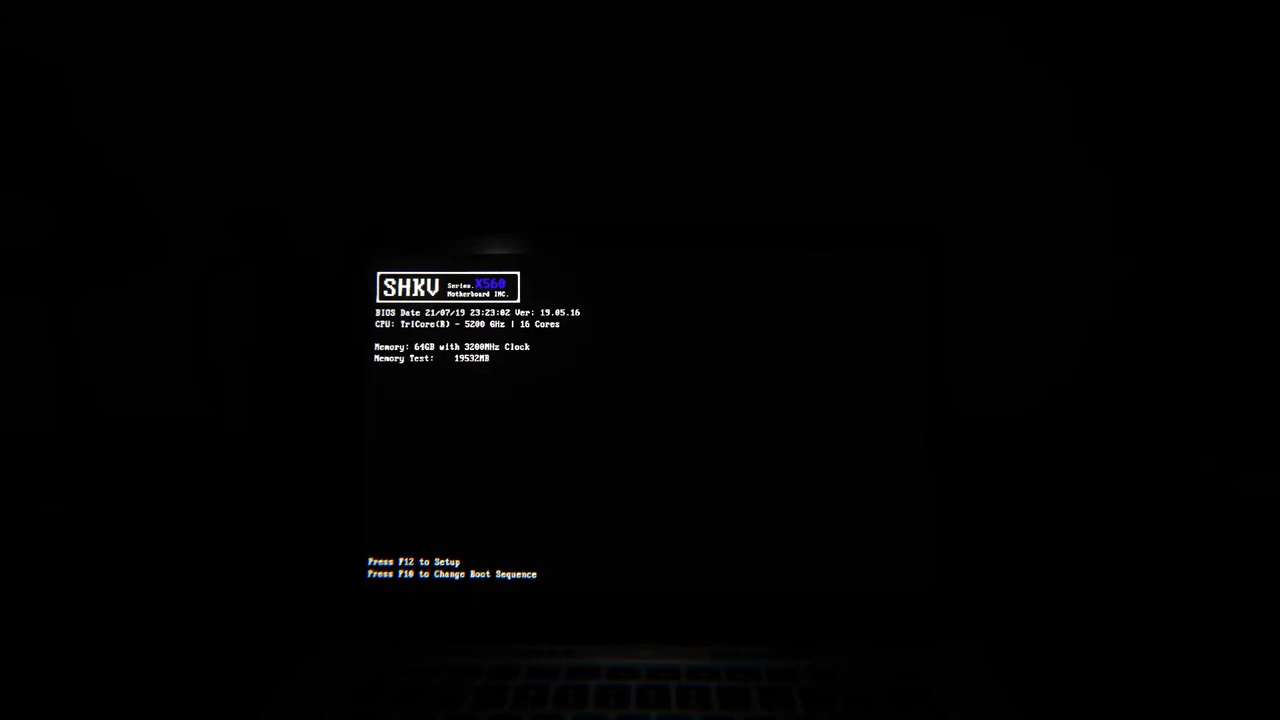 SHKV Series.X560
Motherboard INC.
BIOS Date 21/07/19 23:23:02 Ver: 19.05.16
CPU: TriCore(R) - 5200 GHz | 16 Cores
Memory: 64GB with 3200MHz Clock
Memory Test: 19532MB
Press F12 to Setup
Press F10 to Change Boot Sequence